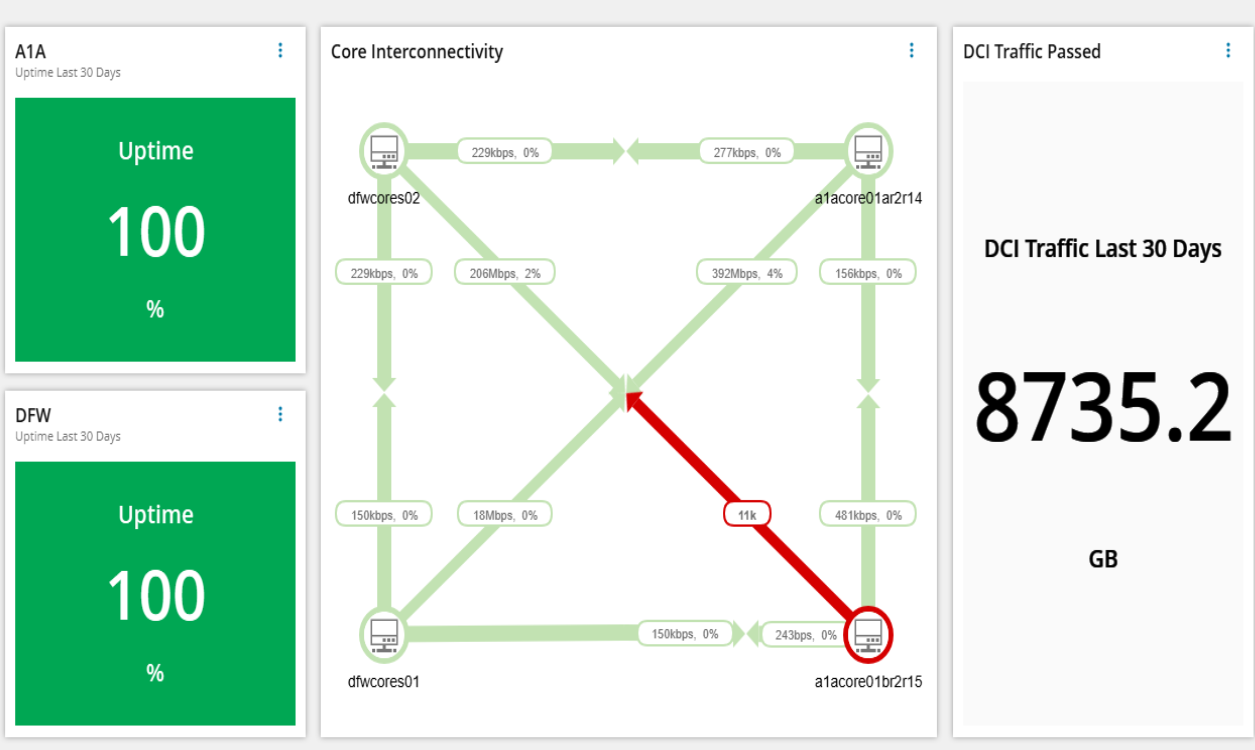 A1A
Uptime Last 30 Days
Uptime
100
%
DFW
Uptime Last 30 Days
Uptime
100
%
Core Interconnectivity
229kbps, 0%
277kbps, 0%
dfwcores02
a1acore01ar2r14
229kbps, 0%
206Mbps, 2%
392Mbps, 4%
156kbps, 0%
150kbps, 0%
18Mbps, 0%
11k
481kbps, 0%
150kbps, 0%
243bps, 0%
dfwcores01
a1acore01br2r15
DCI Traffic Passed
DCI Traffic Last 30 Days
8735.2
GB